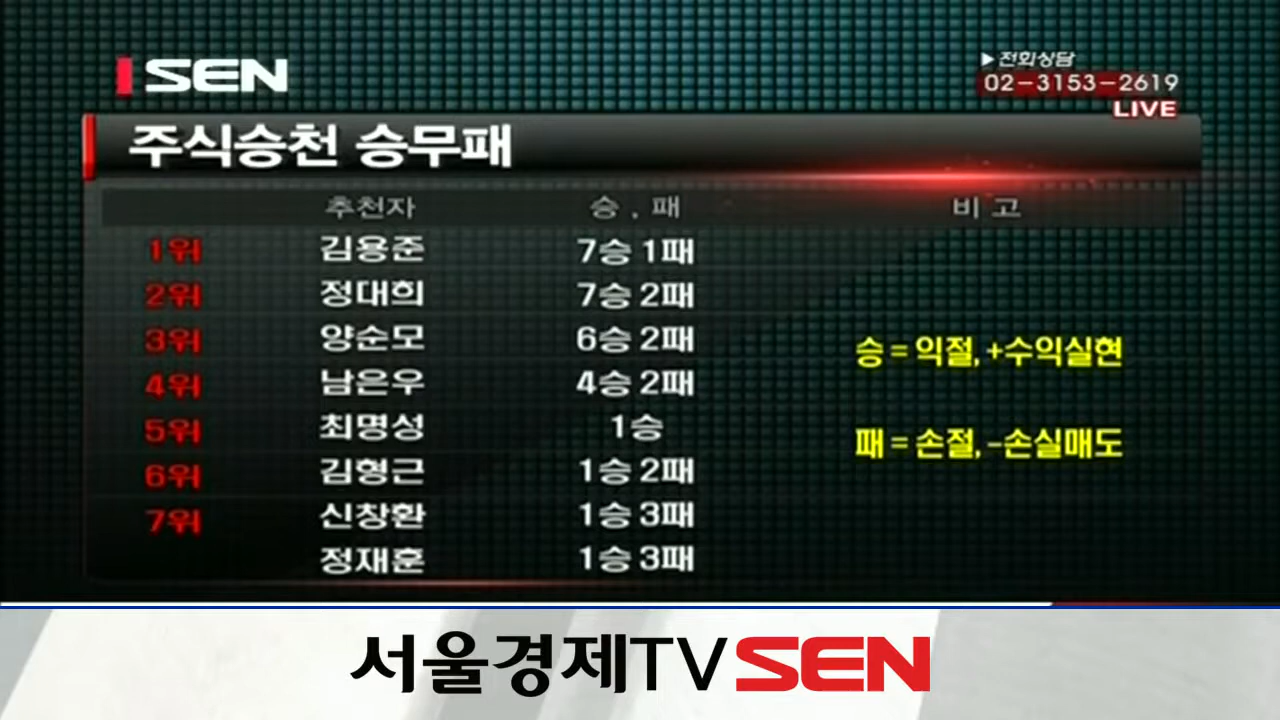 SEN
▶전화상담
02-3153-2619
LIVE
주식승천 승무패
추천자 승 . 패 비 고
1위 김용준 7승 1패
2위 정대희 7승 2패
3위 양순모 6승 2패
승 = 익절, +수익실현
4위 남은우 4승 2패
5위 최명성 1승
패 = 손절, -손실매도
6위 김형근 1승 2패
7위 신창환 1승 3패
정재훈 1승 3패
서울경제TV SEN